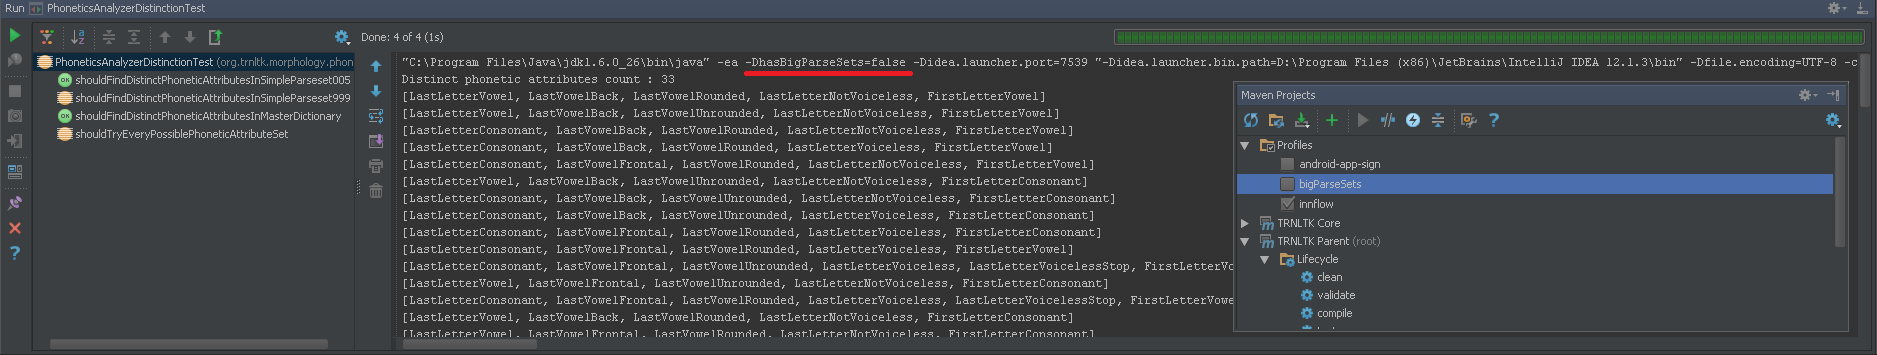 Run PhoneticsAnalyzerDistinctionTest
Done: 4 of 4 (1s)
PhoneticsAnalyzerDistinctionTest (org.trnltk.morphology.phon
shouldFindDistinctPhoneticAttributesInSimpleParseset005
shouldFindDistinctPhoneticAttributesInSimpleParseset999
shouldFindDistinctPhoneticAttributesInMasterDictionary
shouldTryEveryPossiblePhoneticAttributeSet
"C:\Program Files\Java\jdk1.6.0_26\bin\java" -ea -DhasBigParseSets=false -Didea.launcher.port=7539 "-Didea.launcher.bin.path=D:\Program Files (x86)\JetBrains\IntelliJ IDEA 12.1.3\bin" -Dfile.encoding=UTF-8 -c
Distinct phonetic attributes count : 33
[LastLetterVowel, LastVowelBack, LastVowelRounded, LastLetterNotVoiceless, FirstLetterVowel]
[LastLetterVowel, LastVowelBack, LastVowelUnrounded, LastLetterNotVoiceless, FirstLetterVowel]
[LastLetterConsonant, LastVowelBack, LastVowelRounded, LastLetterNotVoiceless, FirstLetterVowel]
[LastLetterConsonant, LastVowelBack, LastVowelRounded, LastLetterVoiceless, FirstLetterVowel]
[LastLetterConsonant, LastVowelFrontal, LastVowelRounded, LastLetterNotVoiceless, FirstLetterVowel]
[LastLetterVowel, LastVowelBack, LastVowelUnrounded, LastLetterNotVoiceless, FirstLetterConsonant]
[LastLetterConsonant, LastVowelBack, LastVowelUnrounded, LastLetterNotVoiceless, FirstLetterConsonant]
[LastLetterConsonant, LastVowelBack, LastVowelUnrounded, LastLetterVoiceless, FirstLetterConsonant]
[LastLetterConsonant, LastVowelFrontal, LastVowelRounded, LastLetterVoiceless, FirstLetterConsonant]
[LastLetterConsonant, LastVowelFrontal, LastVowelRounded, LastLetterVoiceless, FirstLetterVowel]
[LastLetterConsonant, LastVowelFrontal, LastVowelUnrounded, LastLetterVoiceless, LastLetterVoicelessStop, FirstLetterVo
[LastLetterVowel, LastVowelFrontal, LastVowelUnrounded, LastLetterNotVoiceless, FirstLetterConsonant]
[LastLetterConsonant, LastVowelFrontal, LastVowelRounded, LastLetterVoiceless, LastLetterVoicelessStop, FirstLetterVowe
[LastLetterVowel, LastVowelBack, LastVowelRounded, LastLetterNotVoiceless, FirstLetterConsonant]
[LastLetterVowel, LastVowelFrontal, LastVowelRounded, LastLetterNotVoiceless, FirstLetterConsonant]
Maven Projects
Profiles
android-app-sign
bigParseSets
innflow
TRNLTK Core
TRNLTK Parent (root)
Lifecycle
clean
validate
compile